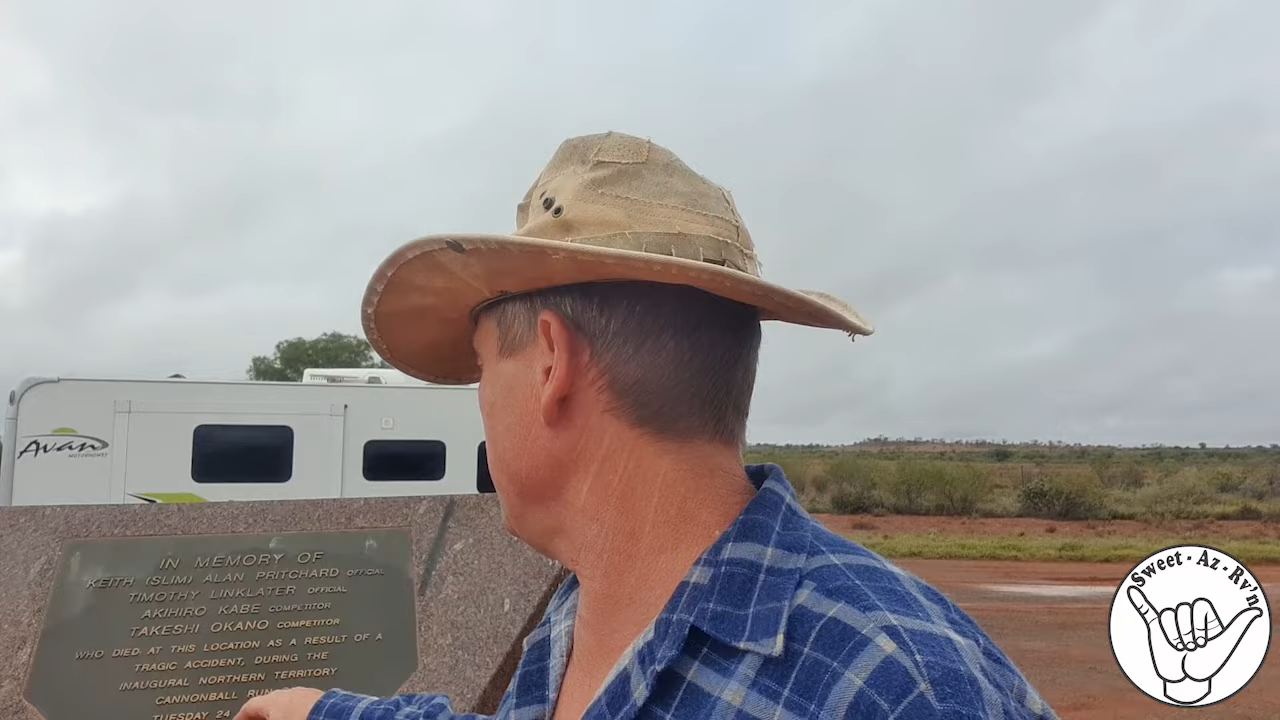 Avan
MOTORHOMES
IN MEMORY OF
KEITH (SLIM) ALAN PRITCHARD OFFICIAL
TIMOTHY LINKLATER OFFICIAL
AKIHIRO KABE COMPETITOR
TAKESHI OKANO COMPETITOR
WHO DIED AT THIS LOCATION AS A RESULT OF A
TRAGIC ACCIDENT, DURING THE
INAUGURAL NORTHERN TERRITORY
CANNONBALL RUN
TUESDAY 24
Sweet·Az·Rv'n